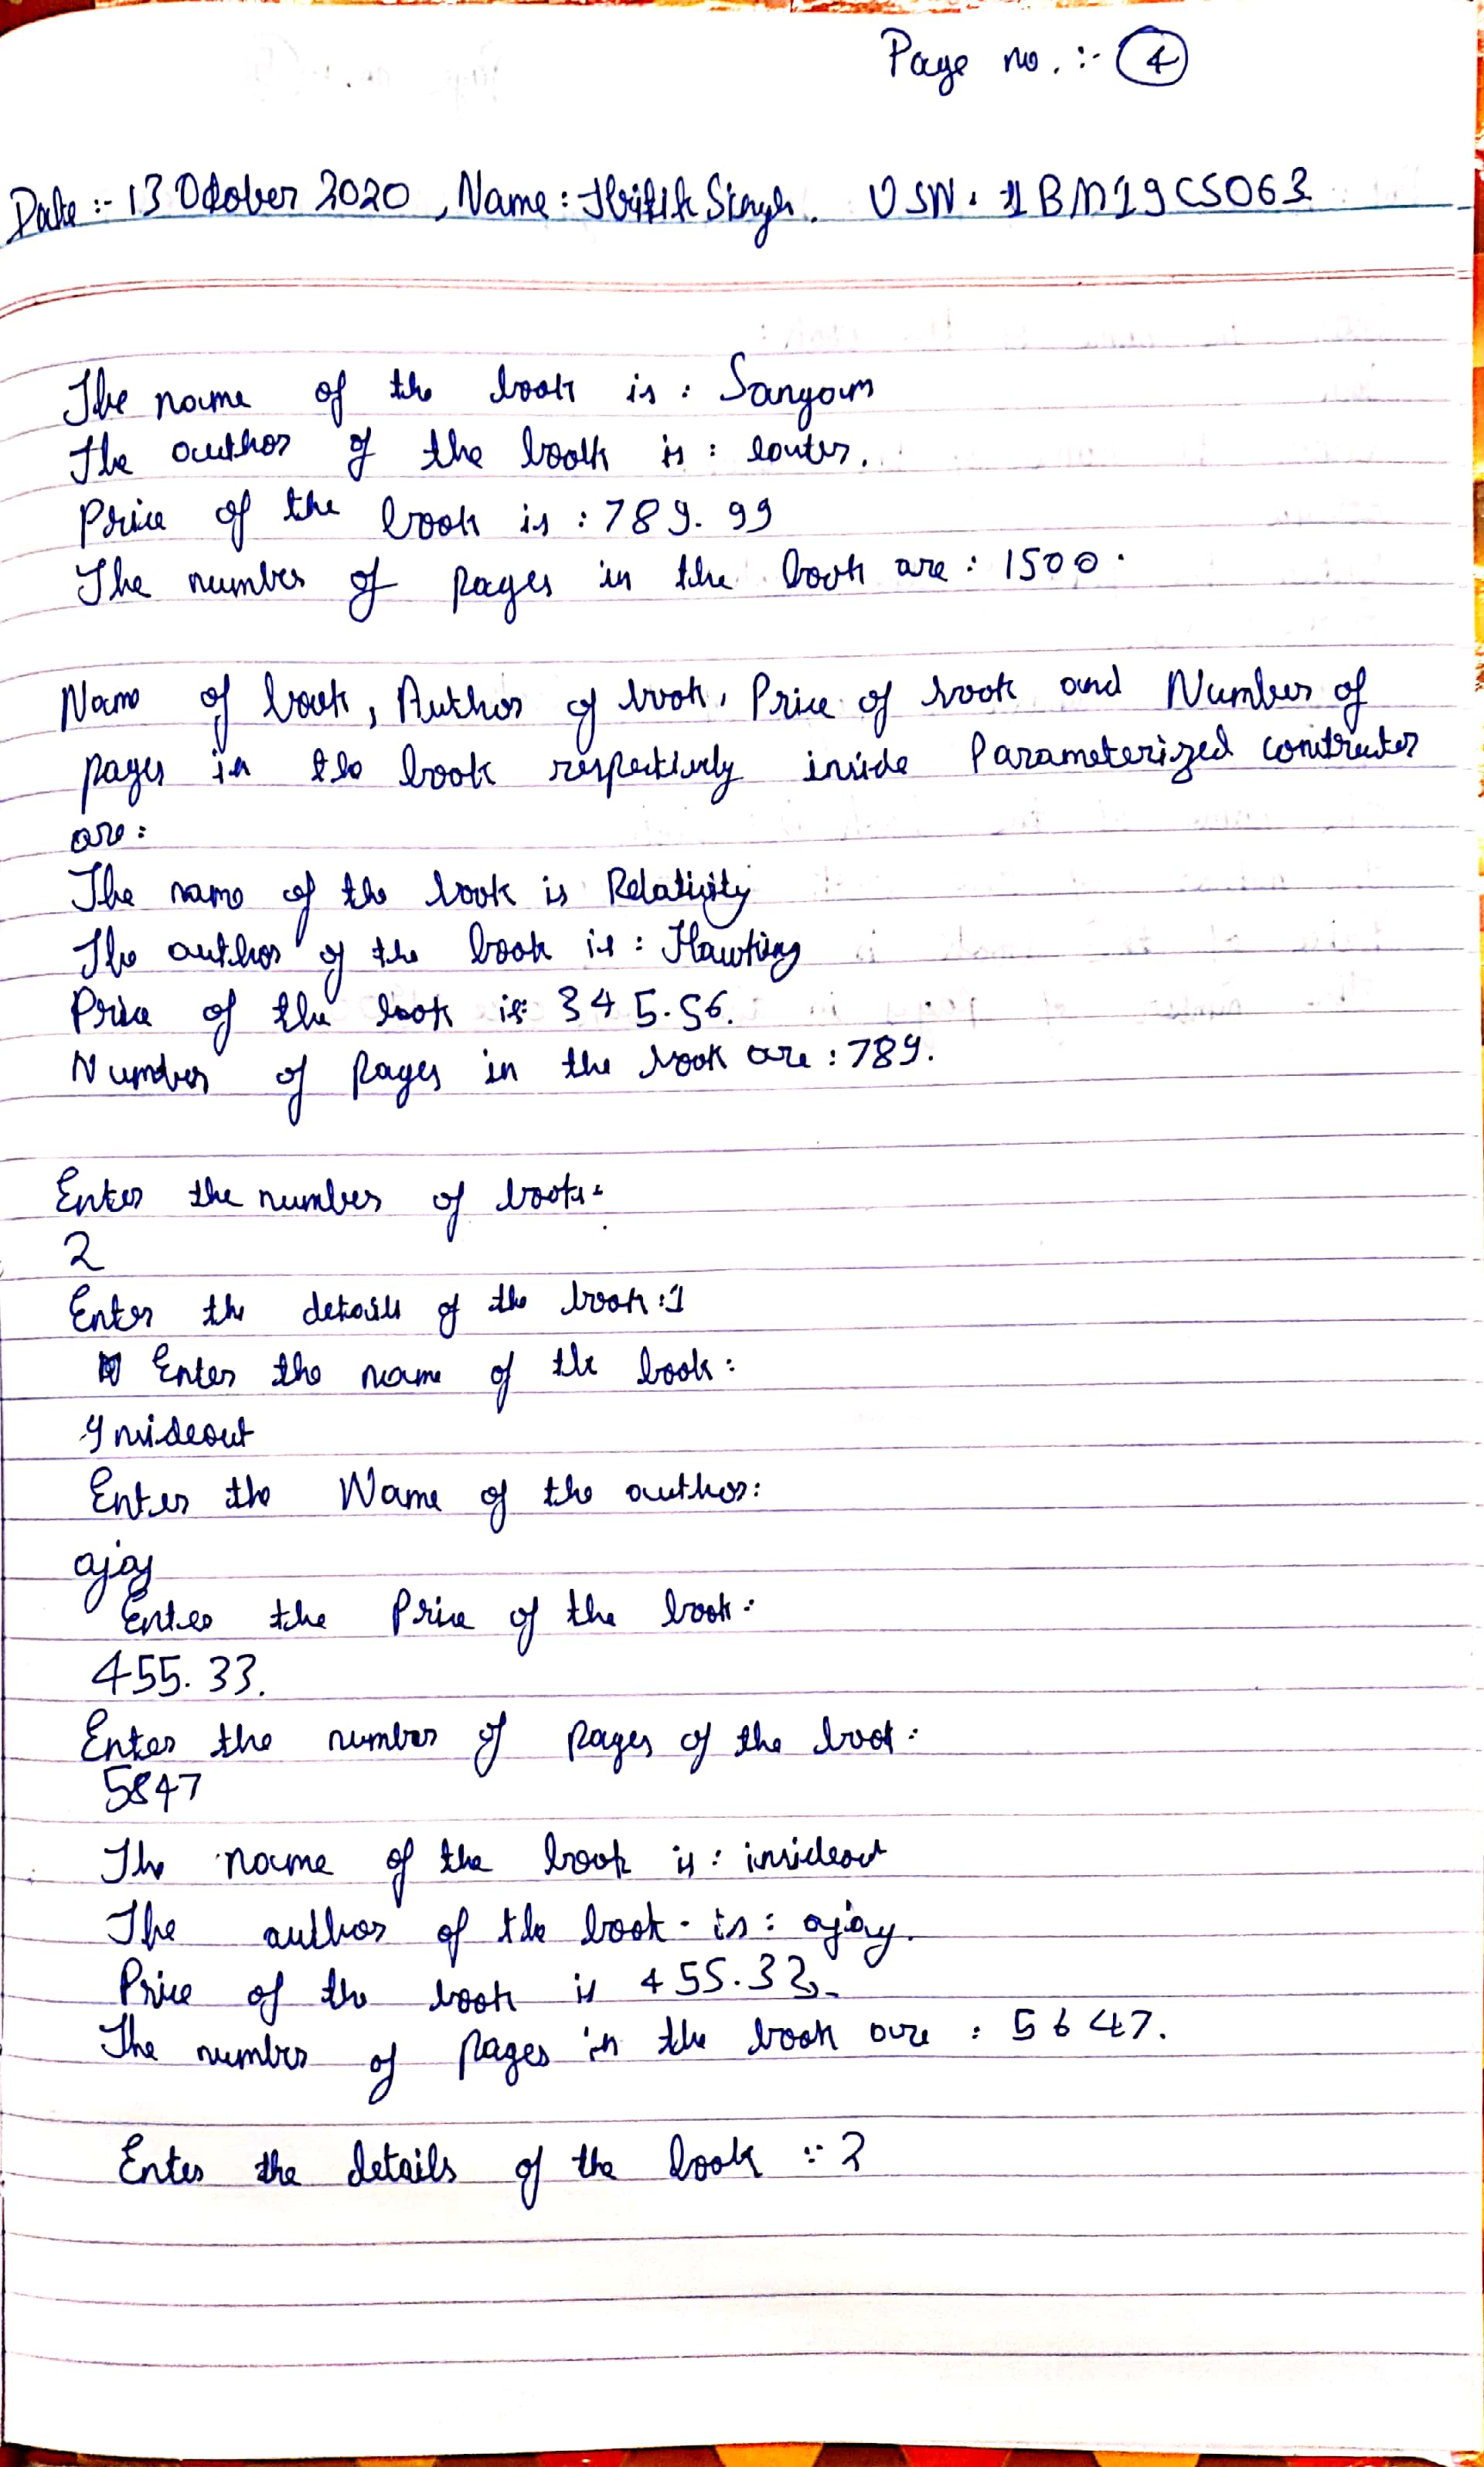 Page no. :- 4
Date :- 13 October 2020, Name : Hritik Singh. USN : 1BM19CS063
The name of the book is : Sangam
The author of the book is :
Price of the book is : 789.99
The number of pages in the book are : 1500.
Name of book, Author of book, Price of book and Number of
pages in the book respectively inside Parameterized constructor
are :
The name of the book is Relativity
The author of the book is : Hawking
Price of the book is: 345.56.
Number of Pages in the book are : 789.
Enter the number of books:
2
Enter the details of the book :1
Enter the name of the book :
Insideout
Enter the Name of the author:
ajay
Enter the Price of the book :
455.33.
Enter the number of pages of the book :
5847
The name of the book is : insideout
The author of the book - is : ajay.
Price of the book is 455.33.
The number of pages in the book are : 5647.
Enter the details of the book :- 2